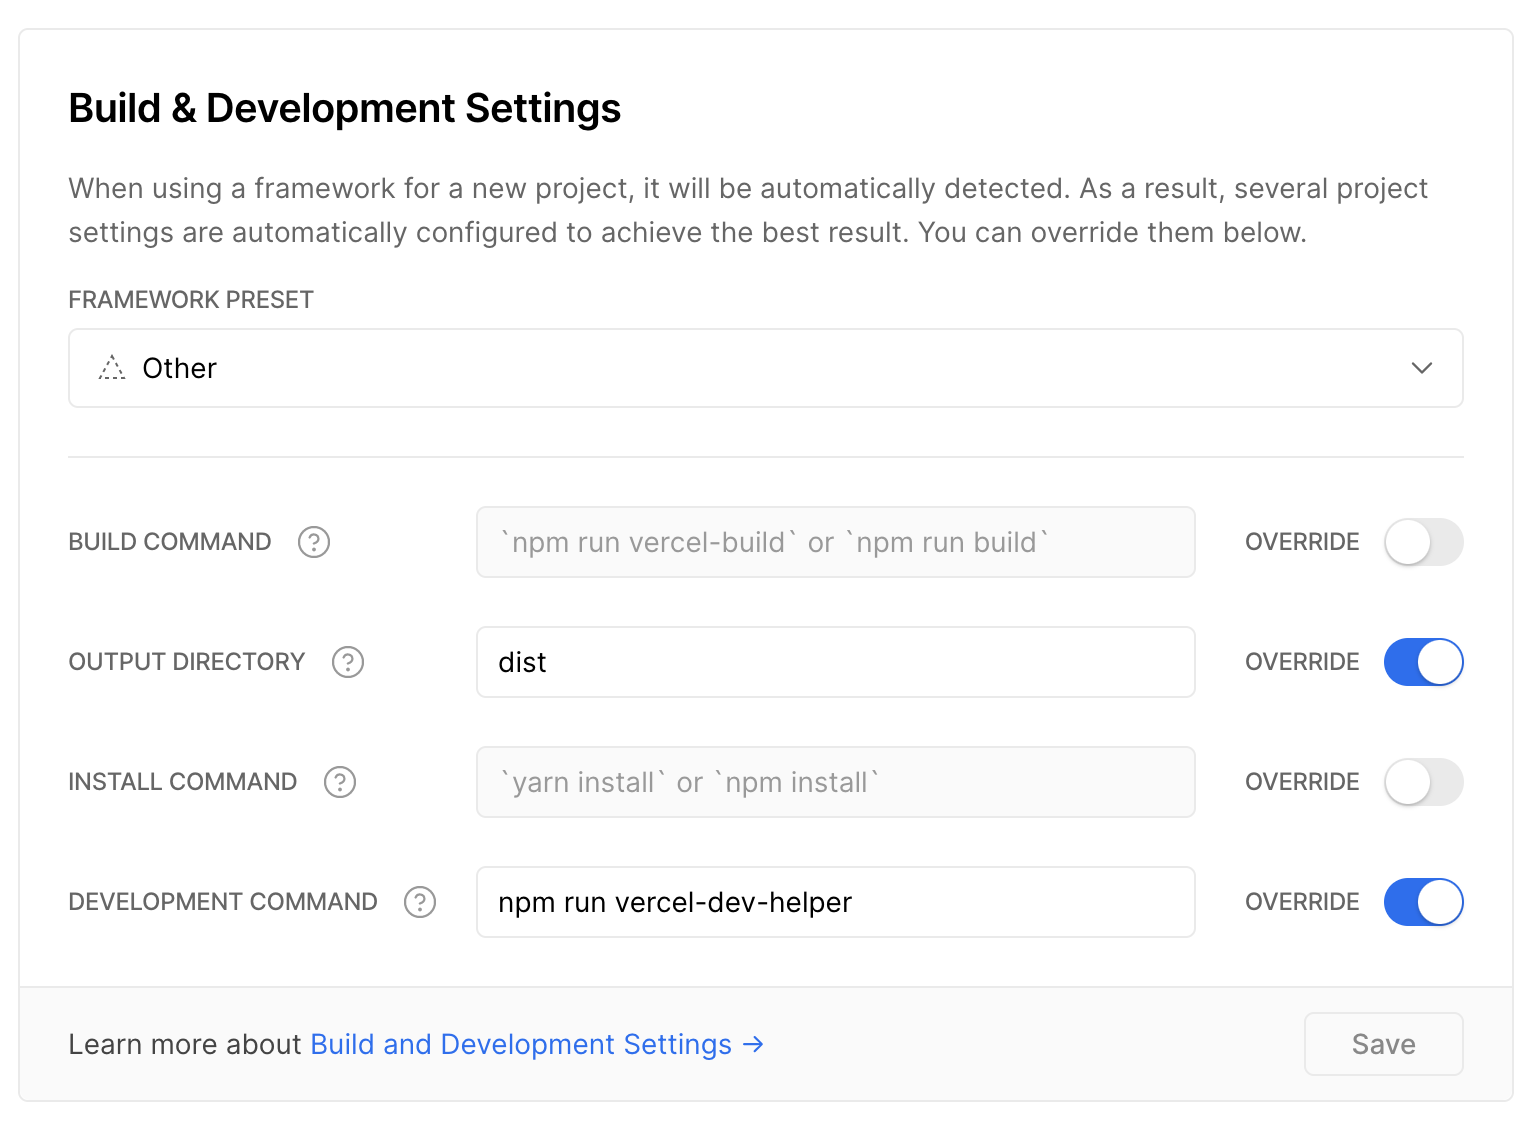 Build & Development Settings
When using a framework for a new project, it will be automatically detected. As a result, several project
settings are automatically configured to achieve the best result. You can override them below.
FRAMEWORK PRESET
Other
BUILD COMMAND ? `npm run vercel-build` or `npm run build` OVERRIDE
OUTPUT DIRECTORY ? dist OVERRIDE
INSTALL COMMAND ? `yarn install` or `npm install` OVERRIDE
DEVELOPMENT COMMAND ? npm run vercel-dev-helper OVERRIDE
Learn more about Build and Development Settings → Save